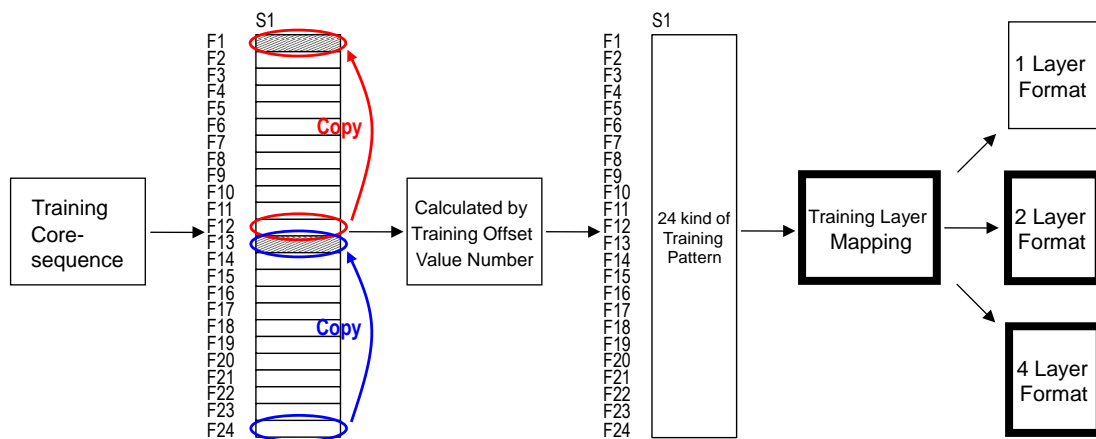 Training
Core-
sequence
S1
F1
F2
F3
F4
F5
F6
F7
F8
F9
F10
F11
F12
F13
F14
F15
F16
F17
F18
F19
F20
F21
F22
F23
F24
Copy
Copy
Calculated by
Training Offset
Value Number
S1
F1
F2
F3
F4
F5
F6
F7
F8
F9
F10
F11
F12
F13
F14
F15
F16
F17
F18
F19
F20
F21
F22
F23
F24
24 kind of
Training
Pattern
Training Layer
Mapping
1 Layer
Format
2 Layer
Format
4 Layer
Format